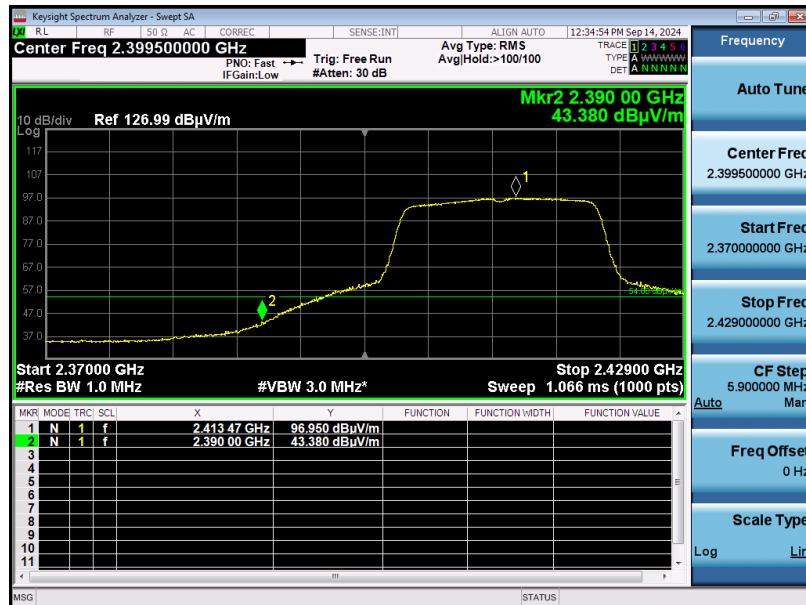 Keysight Spectrum Analyzer - Swept SA
LXI RL RF 50 Ω AC CORREC SENSE:INT ALIGN AUTO 12:34:54 PM Sep 14, 2024
Center Freq 2.399500000 GHz
PNO: Fast
IFGain:Low
Trig: Free Run
#Atten: 30 dB
Avg Type: RMS
Avg|Hold:>100/100
TRACE 1 2 3 4 5 6
TYPE A WWWWW
DET A N N N N N
Mkr2 2.390 00 GHz
43.380 dBµV/m
10 dB/div Ref 126.99 dBµV/m
Log
117
107
97.0
87.0
77.0
67.0
57.0
47.0
37.0
1
2
Start 2.37000 GHz Stop 2.42900 GHz
#Res BW 1.0 MHz #VBW 3.0 MHz* Sweep 1.066 ms (1000 pts)
MKR MODE TRC SCL X Y FUNCTION FUNCTION WIDTH FUNCTION VALUE
1 N 1 f 2.413 47 GHz 96.950 dBµV/m
2 N 1 f 2.390 00 GHz 43.380 dBµV/m
3
4
5
6
7
8
9
10
11
MSG STATUS
Frequency
Auto Tune
Center Freq
2.399500000 GHz
Start Freq
2.370000000 GHz
Stop Freq
2.429000000 GHz
CF Step
5.900000 MHz
Auto Man
Freq Offset
0 Hz
Scale Type
Log Lin